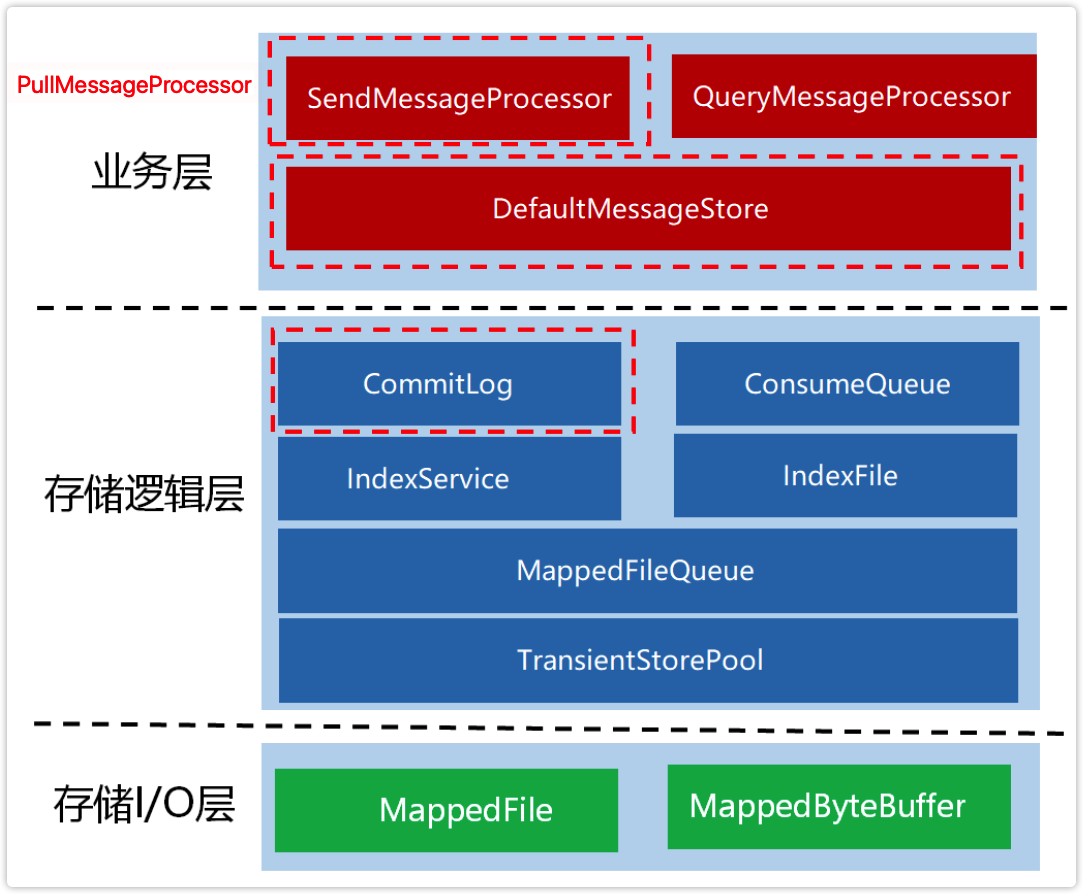 PullMessageProcessor
SendMessageProcessor
QueryMessageProcessor
业务层
DefaultMessageStore
CommitLog
ConsumeQueue
存储逻辑层
IndexService
IndexFile
MappedFileQueue
TransientStorePool
存储I/O层
MappedFile
MappedByteBuffer